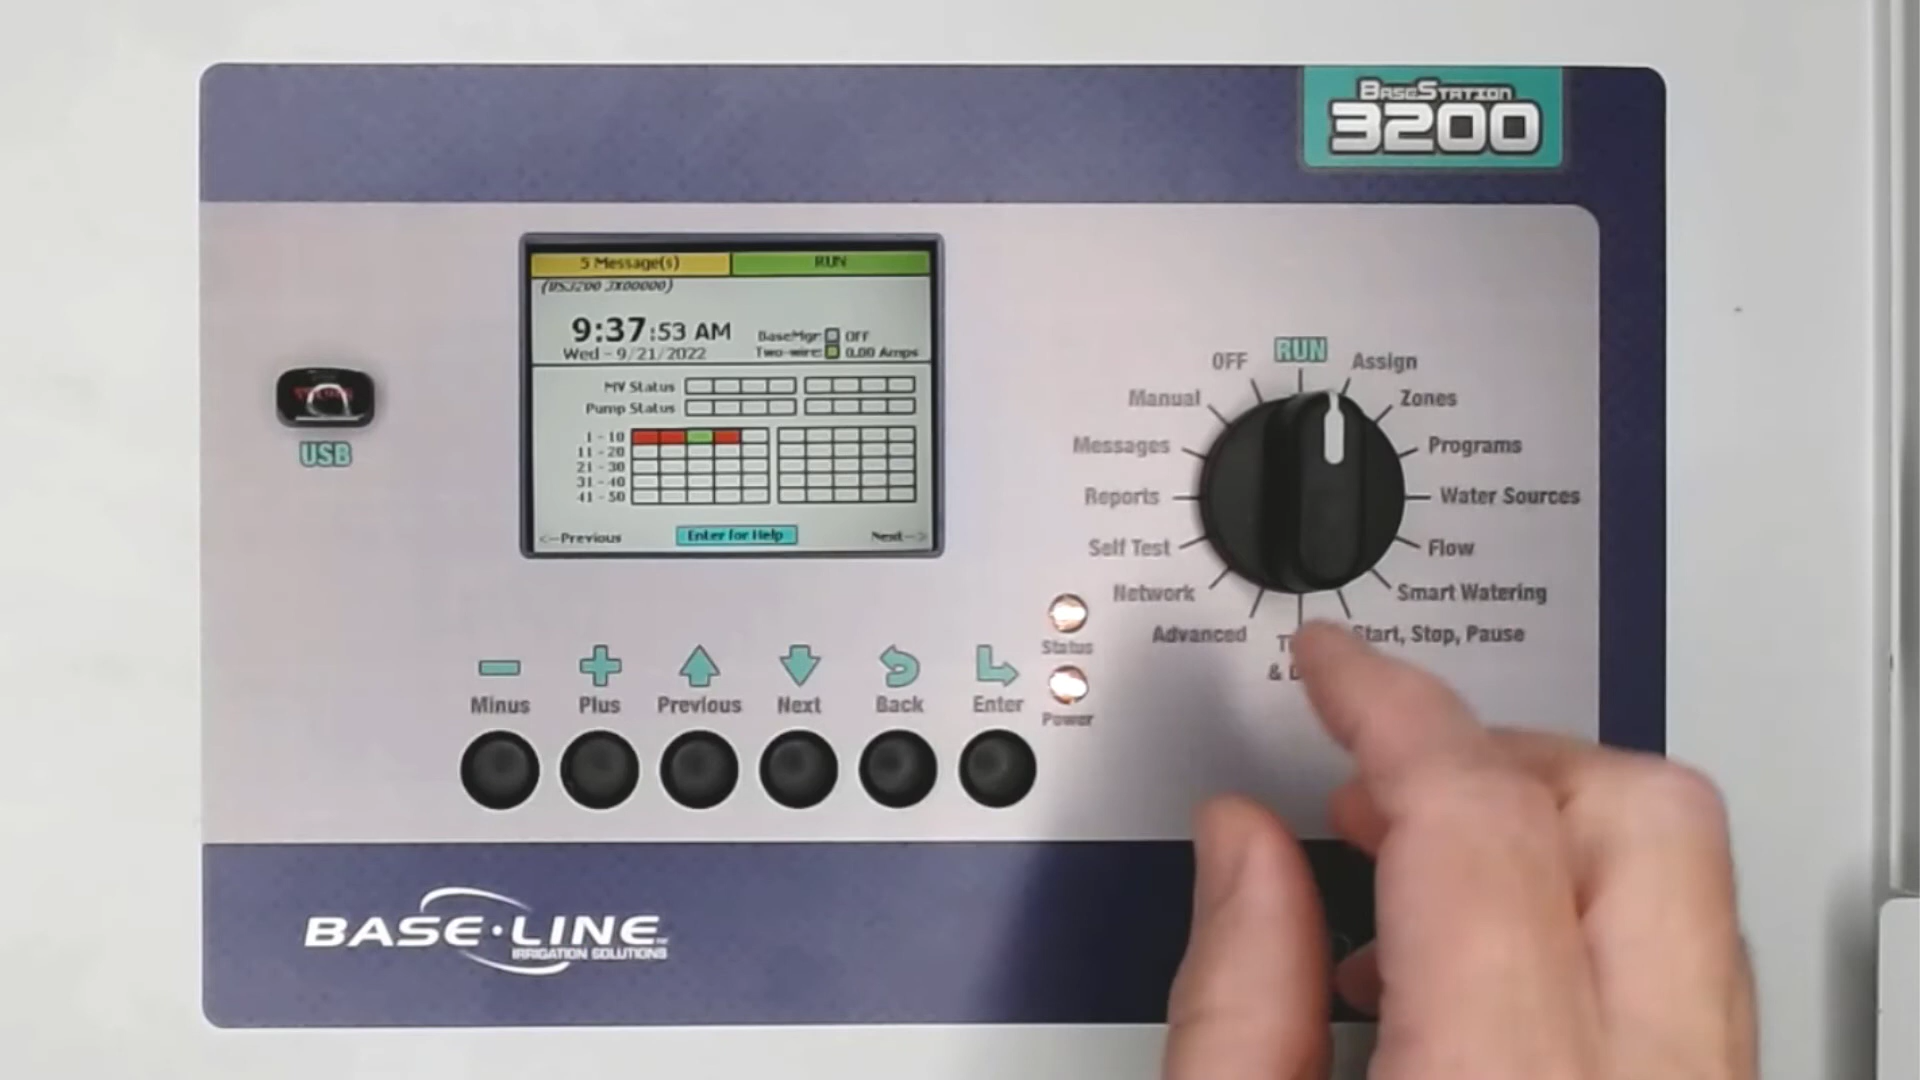 BASESTATION
3200
5 Message(s) RUN
(BS3200 JX00000)
9:37:53 AM
Wed - 9/21/2022
BaseMgr: OFF
Two-wire: 0.00 Amps
MV Status
Pump Status
1 - 10
11 - 20
21 - 30
31 - 40
41 - 50
<--Previous Enter for Help Next-->
USB
OFF RUN Assign
Manual Zones
Messages Programs
Reports Water Sources
Self Test Flow
Network Smart Watering
Advanced Start, Stop, Pause
&
Status
Power
Minus Plus Previous Next Back Enter
BASE·LINE
IRRIGATION SOLUTIONS